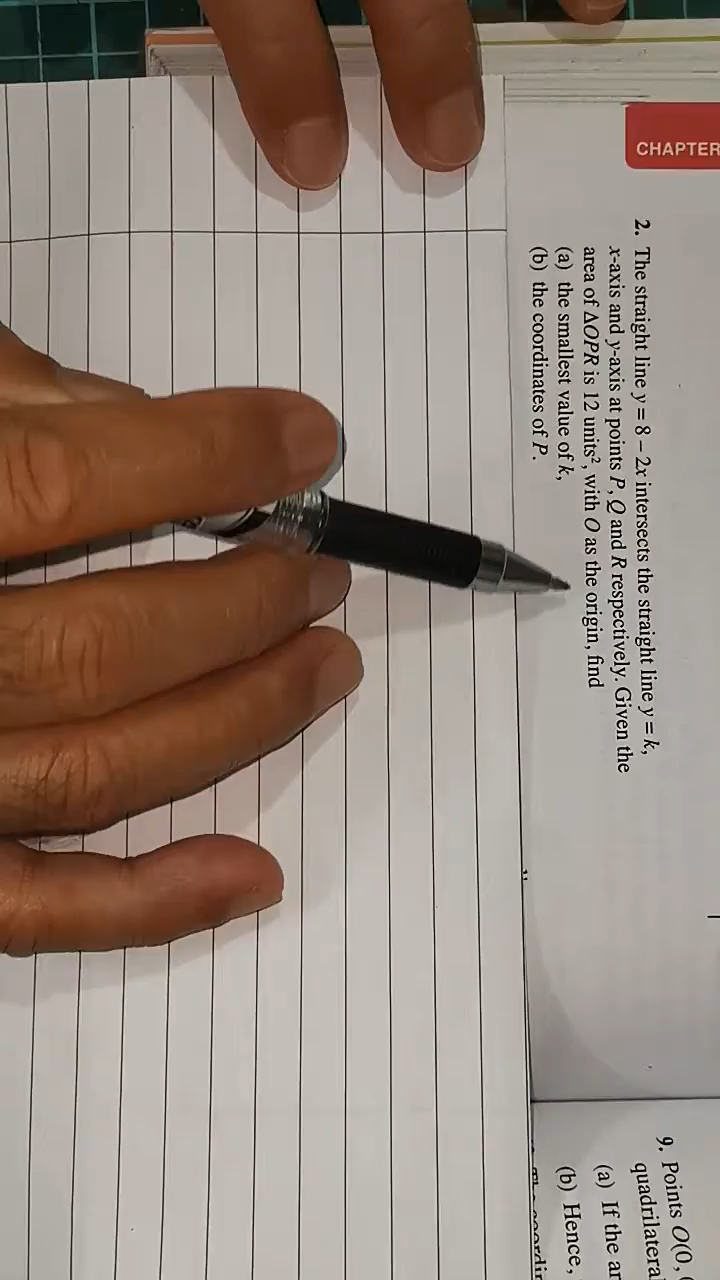 CHAPTER
2. The straight line y = 8 – 2x intersects the straight line y = k,
x-axis and y-axis at points P, Q and R respectively. Given the
area of ΔOPR is 12 units², with O as the origin, find
(a) the smallest value of k,
(b) the coordinates of P.
9. Points O(0,
quadrilateral
(a) If the ar
(b) Hence,